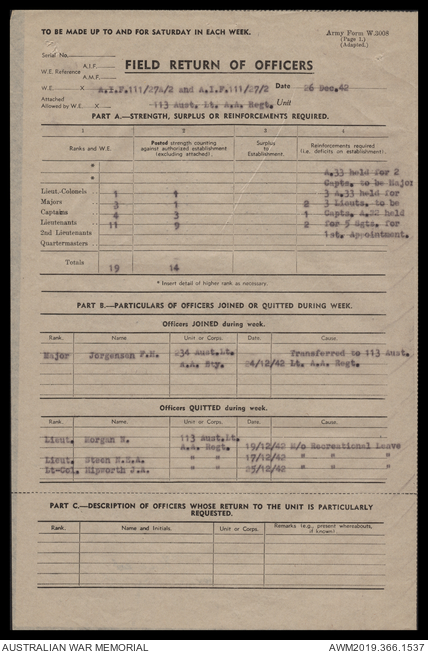 TO BE MADE UP TO AND FOR SATURDAY IN EACH WEEK.
Army Form W.3008
(Page 1.)
(Adapted.)
Serial No.
W.E. Reference A.I.F.
A.M.F.
FIELD RETURN OF OFFICERS
W.E. X A.I.F.111/27A/2 and A.I.F.111/27/2 Date 26 Dec.42
Attached
Allowed by W.E. X 113 Aust. Lt. A.A. Regt. Unit
PART A.—STRENGTH, SURPLUS OR REINFORCEMENTS REQUIRED.
1 2 3 4
Ranks and W.E. Posted strength counting against authorized establishment (excluding attached). Surplus to Establishment. Reinforcements required (i.e. deficits on establishment).
* A.33 held for 2
* Capts. to be Major
Lieut.-Colonels 1 1 3 A.33 held for
Majors 3 1 2 3 Lieuts. to be
Captains 4 3 1 Capts. A.22 held
Lieutenants 11 9 2 for 5 Sgts. for
2nd Lieutenants 1st. Appointment.
Quartermasters
Totals 19 14
* Insert detail of higher rank as necessary.
PART B.—PARTICULARS OF OFFICERS JOINED OR QUITTED DURING WEEK.
Officers JOINED during week.
Rank. Name. Unit or Corps. Date. Cause.
Major Jorgensen F.H. 234 Aust.Lt. Transferred to 113 Aust.
A.A. Bty. 24/12/42 Lt. A.A. Regt.
Officers QUITTED during week.
Rank. Name. Unit or Corps. Date. Cause.
Lieut. Morgan N. 113 Aust.Lt.
A.A. Regt. 19/12/42 M/o Recreational Leave
Lieut. Steen N.R.A. " " 17/12/42 " " "
Lt-Col. Hipworth J.A. " " 25/12/42 " " "
PART C.—DESCRIPTION OF OFFICERS WHOSE RETURN TO THE UNIT IS PARTICULARLY
REQUESTED.
Rank. Name and Initials. Unit or Corps. Remarks (e.g., present whereabouts, if known).
AUSTRALIAN WAR MEMORIAL AWM2019.366.1537